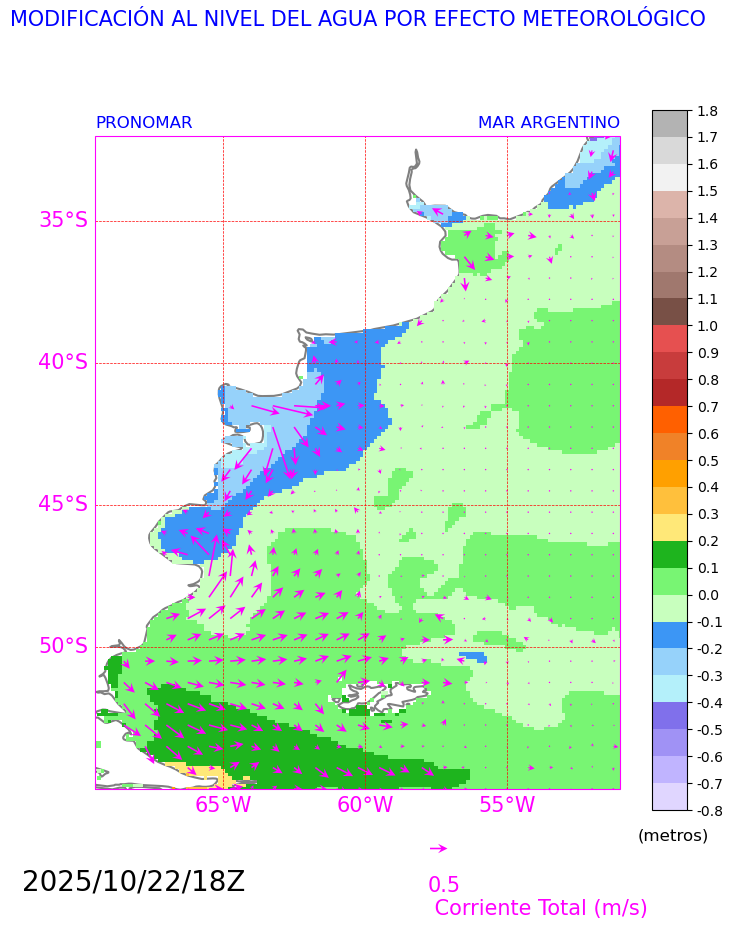 MODIFICACIÓN AL NIVEL DEL AGUA POR EFECTO METEOROLÓGICO
PRONOMAR
MAR ARGENTINO
35°S
40°S
45°S
50°S
65°W
60°W
55°W
1.8
1.7
1.6
1.5
1.4
1.3
1.2
1.1
1.0
0.9
0.8
0.7
0.6
0.5
0.4
0.3
0.2
0.1
0.0
-0.1
-0.2
-0.3
-0.4
-0.5
-0.6
-0.7
-0.8
(metros)
2025/10/22/18Z
0.5
Corriente Total (m/s)